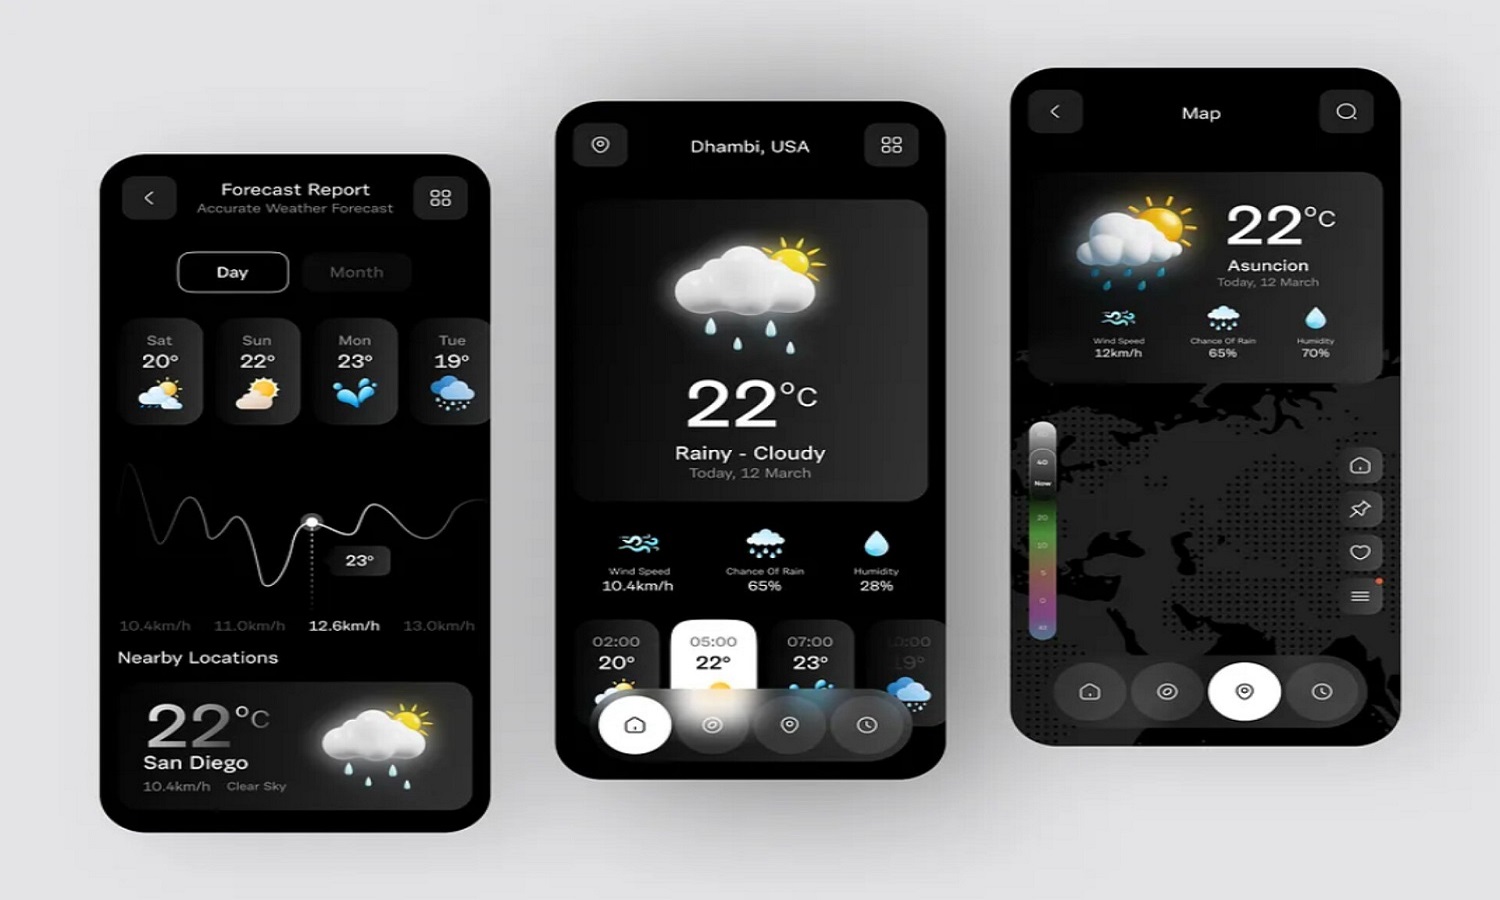 Forecast Report
Accurate Weather Forecast
Day
Month
Sat
20°
Sun
22°
Mon
23°
Tue
19°
23°
10.4km/h
11.0km/h
12.6km/h
13.0km/h
Nearby Locations
22°C
San Diego
10.4km/h
Clear Sky
Dhambi, USA
22°C
Rainy - Cloudy
Today, 12 March
Wind Speed
10.4km/h
Chance Of Rain
65%
Humidity
28%
02:00
20°
05:00
22°
07:00
23°
:00
19°
Map
22°C
Asuncion
Today, 12 March
Wind Speed
12km/h
Chance Of Rain
65%
Humidity
70%
40
Now
20
10
5
0